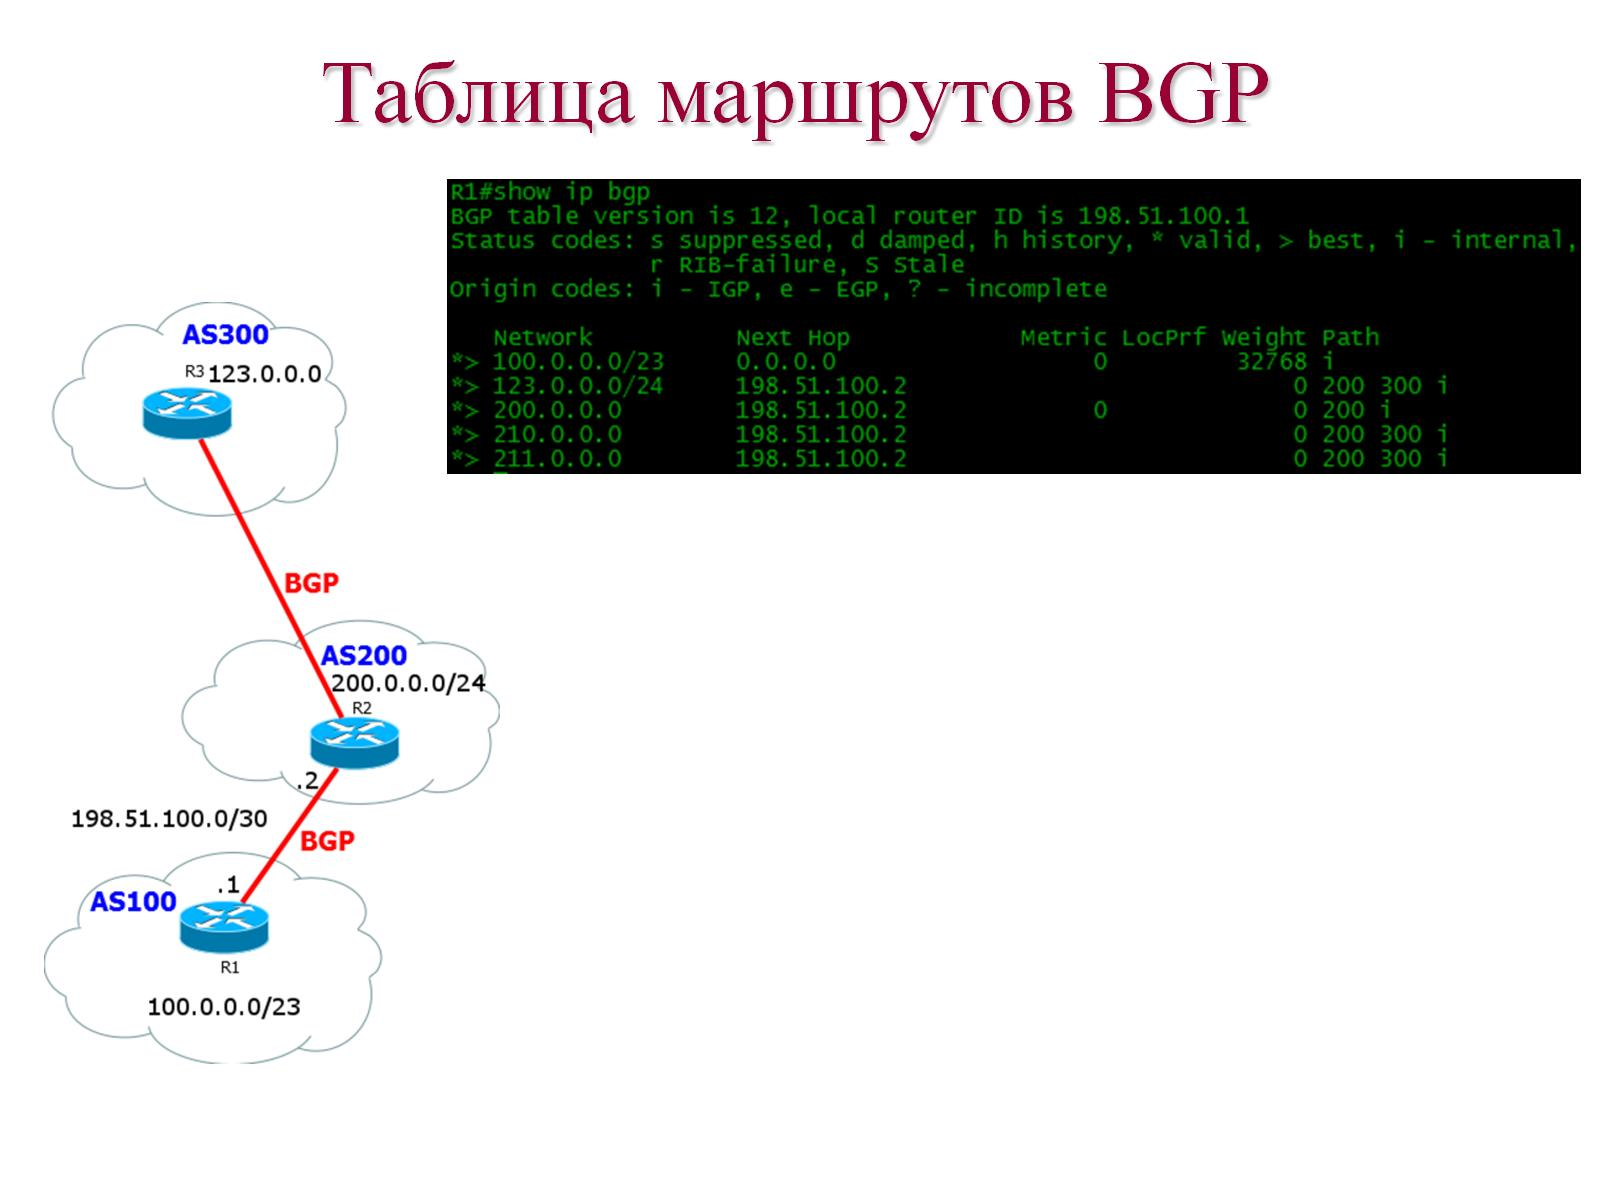 Таблица маршрутов BGP
R1#show ip bgp
BGP table version is 12, local router ID is 198.51.100.1
Status codes: s suppressed, d damped, h history, * valid, > best, i - internal,
r RIB-failure, S Stale
Origin codes: i - IGP, e - EGP, ? - incomplete
Network Next Hop Metric LocPrf Weight Path
*> 100.0.0.0/23 0.0.0.0 0 32768 i
*> 123.0.0.0/24 198.51.100.2 0 200 300 i
*> 200.0.0.0 198.51.100.2 0 0 200 i
*> 210.0.0.0 198.51.100.2 0 200 300 i
*> 211.0.0.0 198.51.100.2 0 200 300 i
AS300
R3 123.0.0.0
BGP
AS200
200.0.0.0/24
R2
.2
198.51.100.0/30
BGP
.1
AS100
R1
100.0.0.0/23